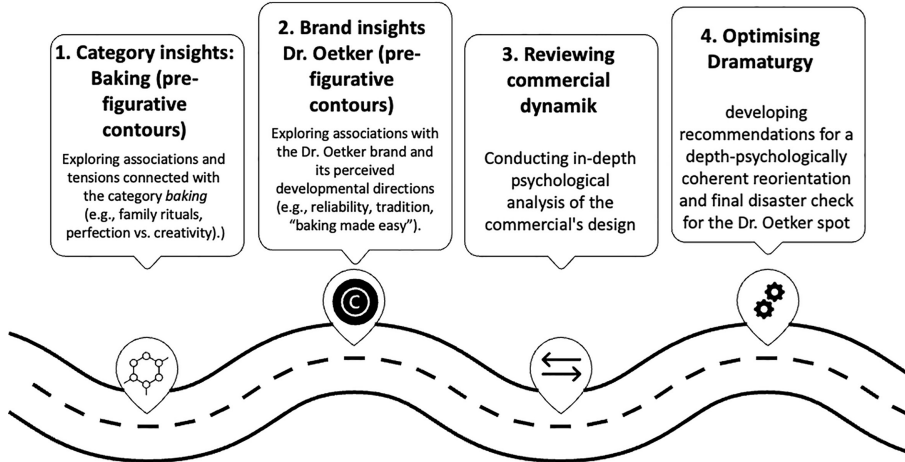 1. Category insights:
Baking (pre-
figurative
contours)
Exploring associations and
tensions connected with
the category baking
(e.g., family rituals,
perfection vs. creativity).)
2. Brand insights
Dr. Oetker (pre-
figurative
contours)
Exploring associations with
the Dr. Oetker brand and
its perceived
developmental directions
(e.g., reliability, tradition,
“baking made easy”).
3. Reviewing
commercial
dynamik
Conducting in-depth
psychological
analysis of the
commercial's design
4. Optimising
Dramaturgy
developing
recommendations for a
depth-psychologically
coherent reorientation
and final disaster check
for the Dr. Oetker spot
C